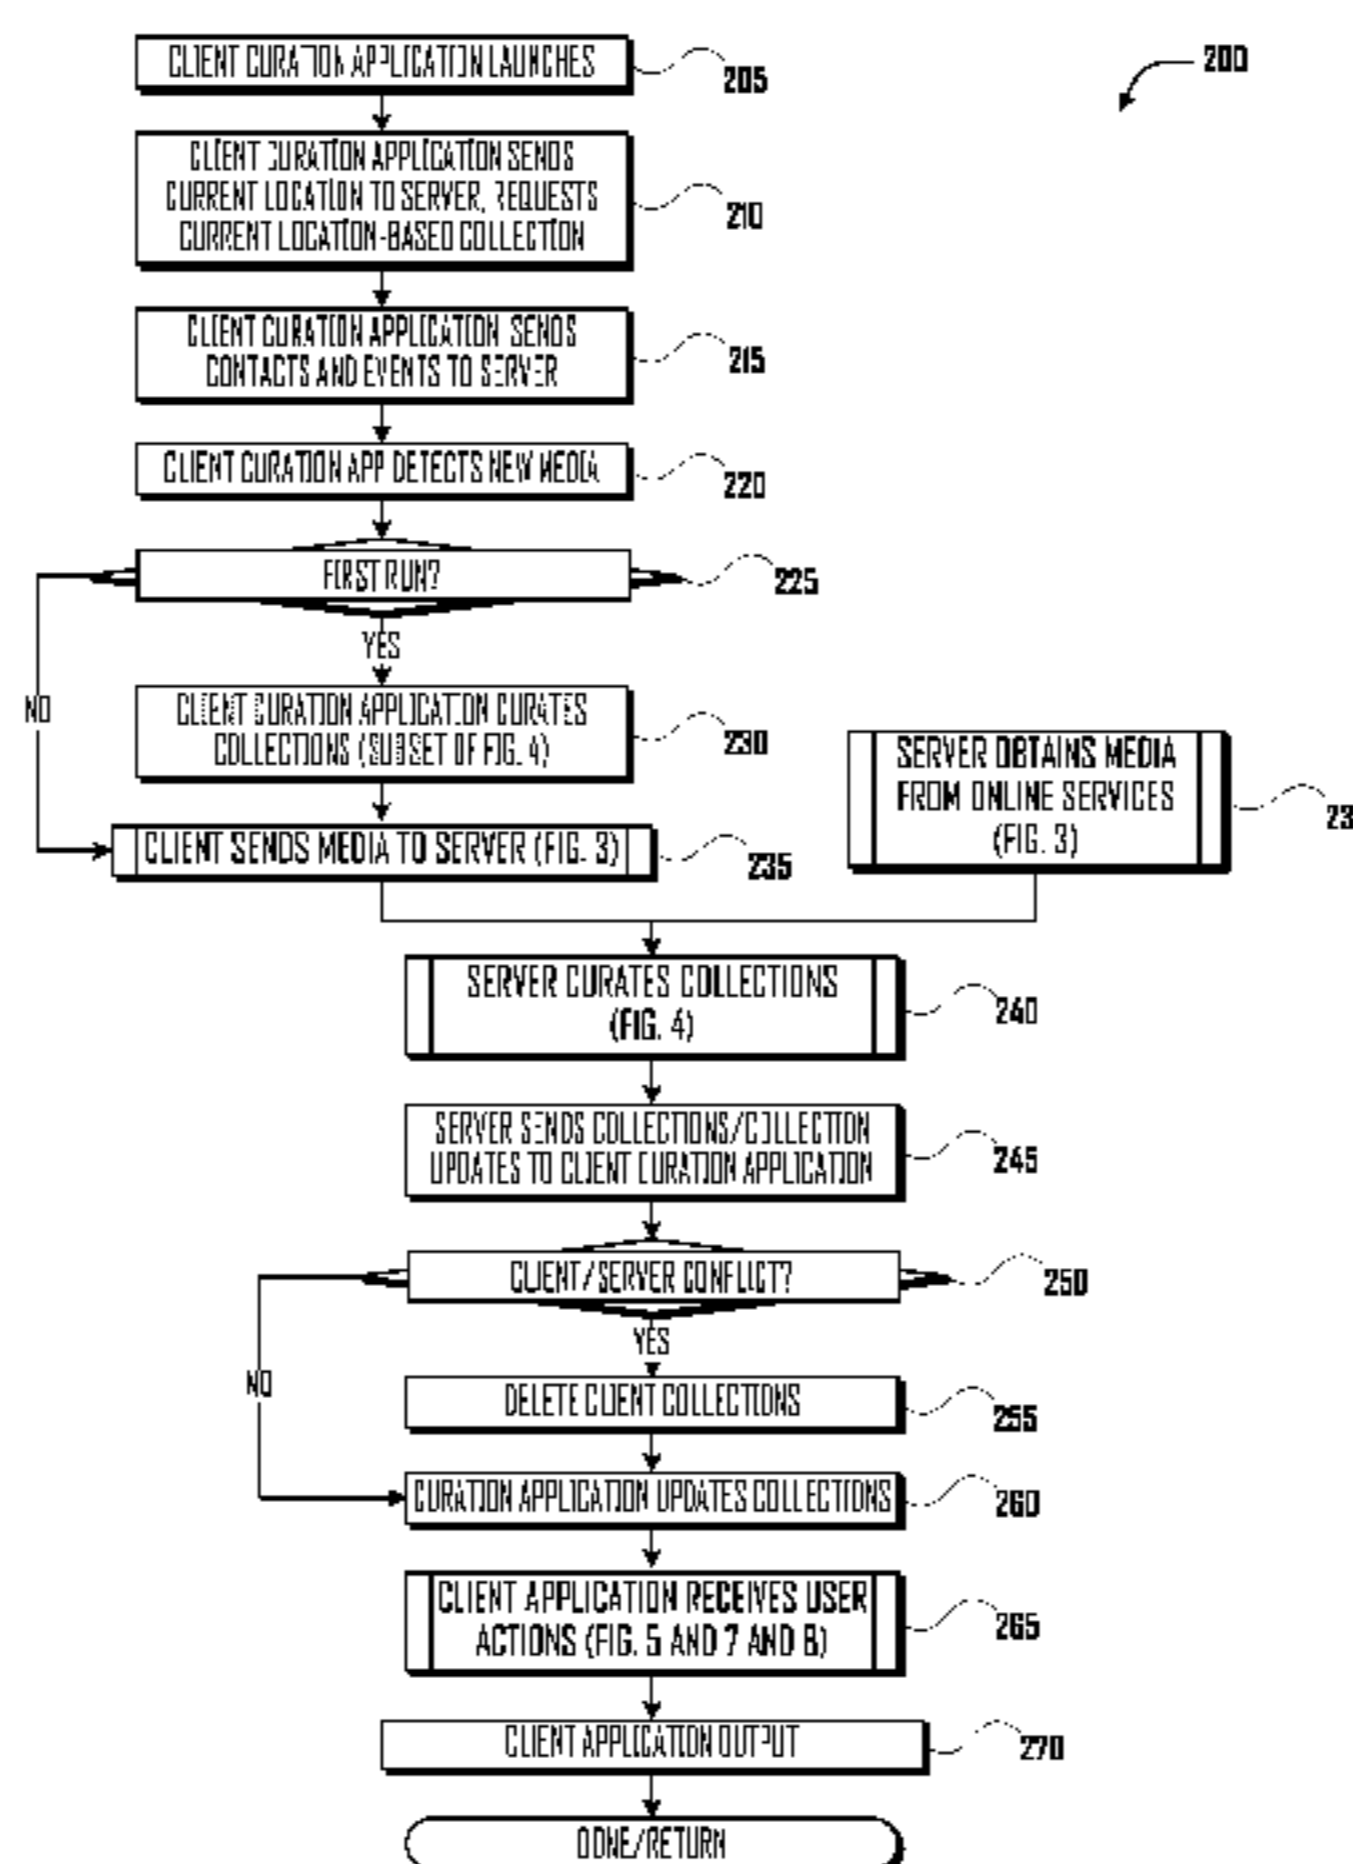 200
CLIENT CURATION APPLICATION LAUNCHES
205
CLIENT CURATION APPLICATION SENDS
CURRENT LOCATION TO SERVER, REQUESTS
CURRENT LOCATION-BASED COLLECTION
210
CLIENT CURATION APPLICATION SENDS
CONTACTS AND EVENTS TO SERVER
215
CLIENT CURATION APP DETECTS NEW MEDIA
220
FIRST RUN?
225
YES
NO
CLIENT CURATION APPLICATION CURATES
COLLECTIONS (SUBSET OF FIG. 4)
230
SERVER OBTAINS MEDIA
FROM ONLINE SERVICES
(FIG. 3)
23
CLIENT SENDS MEDIA TO SERVER (FIG. 3)
235
SERVER CURATES COLLECTIONS
(FIG. 4)
240
SERVER SENDS COLLECTIONS/COLLECTION
UPDATES TO CLIENT CURATION APPLICATION
245
CLIENT/SERVER CONFLICT?
250
YES
NO
DELETE CLIENT COLLECTIONS
255
CURATION APPLICATION UPDATES COLLECTIONS
260
CLIENT APPLICATION RECEIVES USER
ACTIONS (FIG. 5 AND 7 AND 8)
265
CLIENT APPLICATION OUTPUT
270
DONE/RETURN